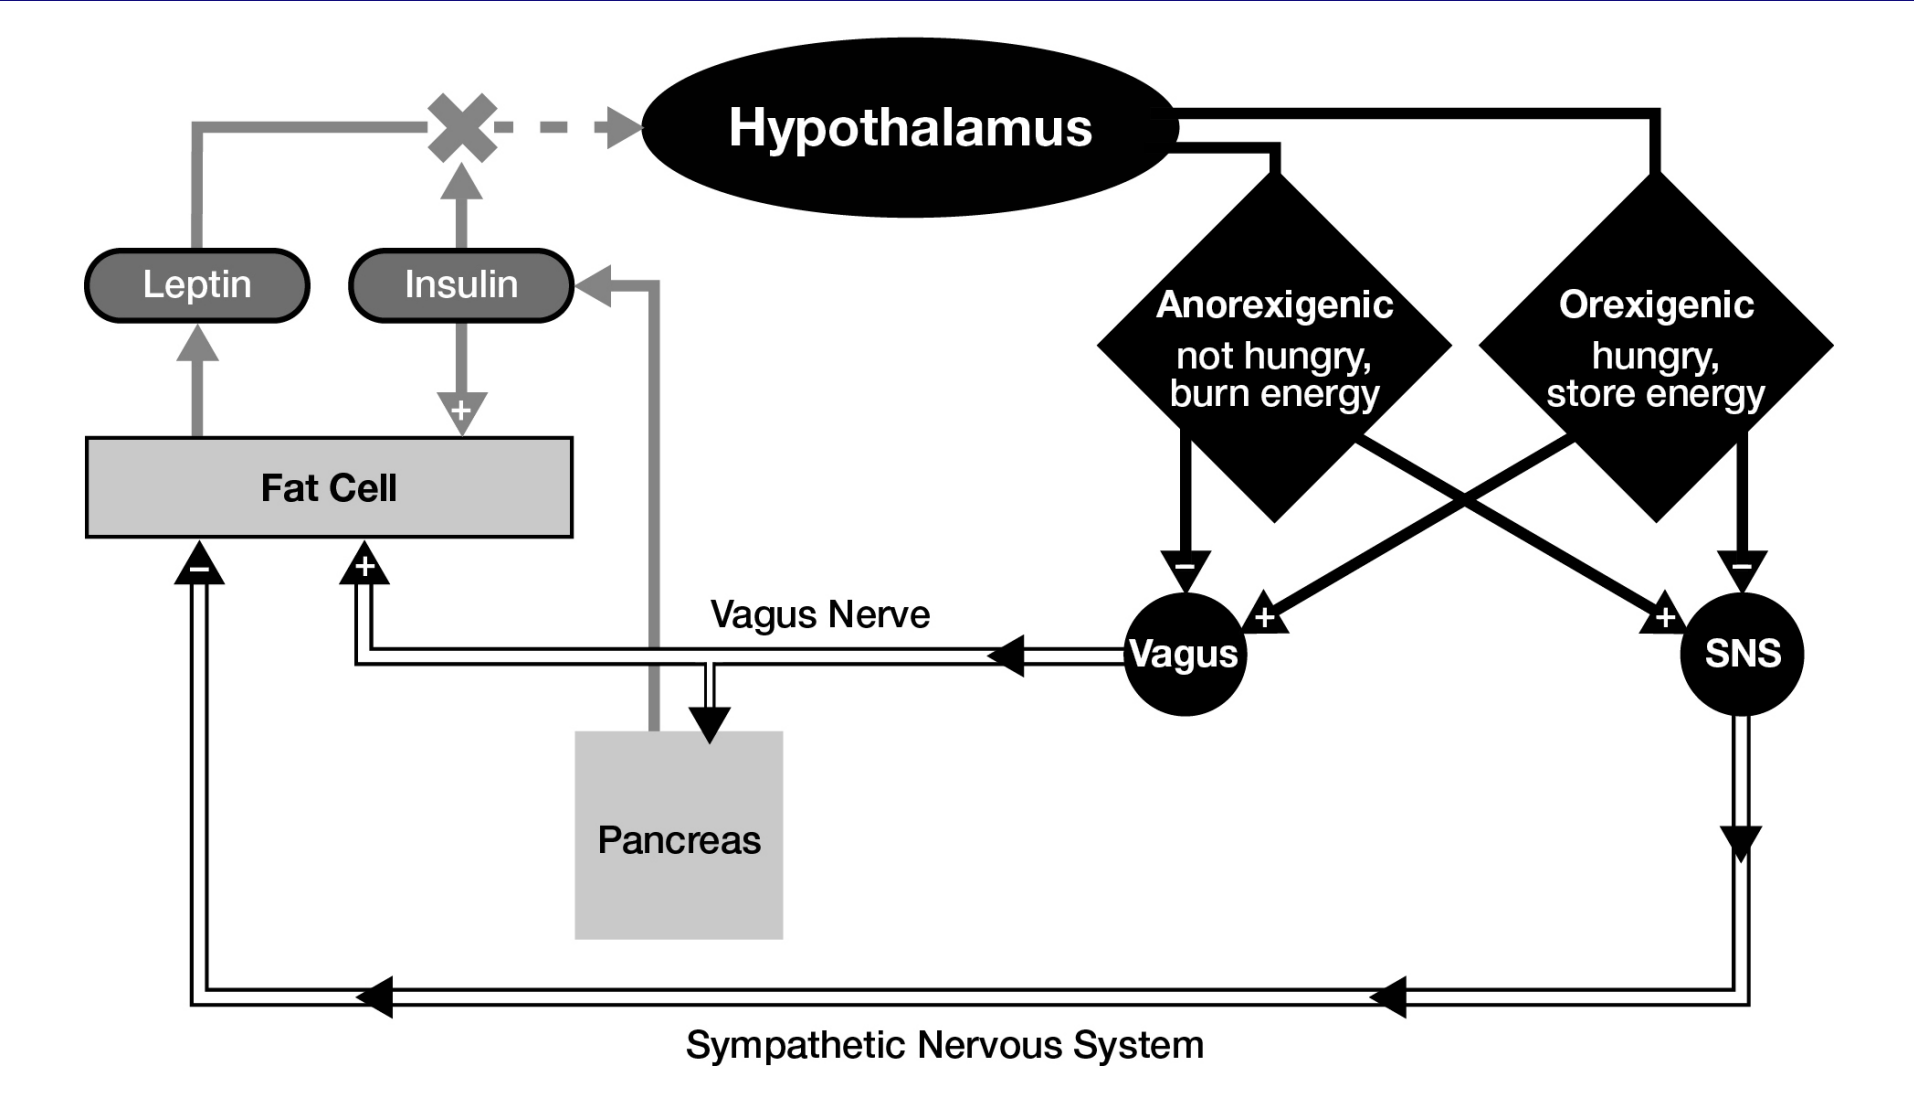 Hypothalamus
Leptin
Insulin
Anorexigenic
not hungry,
burn energy
Orexigenic
hungry,
store energy
+
Fat Cell
−
+
−
+
+
−
Vagus Nerve
Vagus
SNS
Pancreas
Sympathetic Nervous System